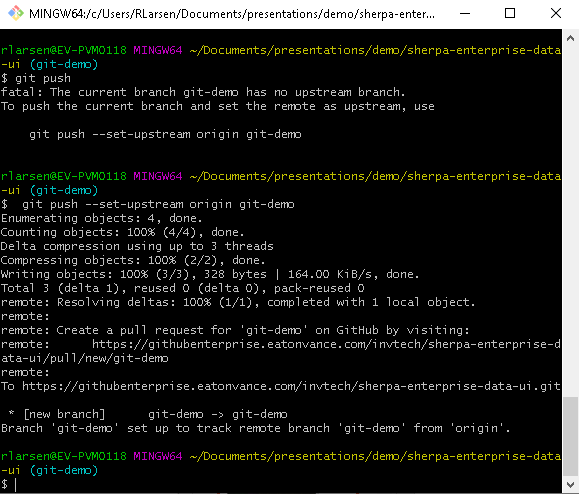 MINGW64:/c/Users/RLarsen/Documents/presentations/demo/sherpa-enter...
rlarsen@EV-PVM0118 MINGW64 ~/Documents/presentations/demo/sherpa-enterprise-data
-ui (git-demo)
$ git push
fatal: The current branch git-demo has no upstream branch.
To push the current branch and set the remote as upstream, use
git push --set-upstream origin git-demo
rlarsen@EV-PVM0118 MINGW64 ~/Documents/presentations/demo/sherpa-enterprise-data
-ui (git-demo)
$  git push --set-upstream origin git-demo
Enumerating objects: 4, done.
Counting objects: 100% (4/4), done.
Delta compression using up to 3 threads
Compressing objects: 100% (2/2), done.
Writing objects: 100% (3/3), 328 bytes | 164.00 KiB/s, done.
Total 3 (delta 1), reused 0 (delta 0), pack-reused 0
remote: Resolving deltas: 100% (1/1), completed with 1 local object.
remote:
remote: Create a pull request for 'git-demo' on GitHub by visiting:
remote:      https://githubenterprise.eatonvance.com/invtech/sherpa-enterprise-d
ata-ui/pull/new/git-demo
remote:
To https://githubenterprise.eatonvance.com/invtech/sherpa-enterprise-data-ui.git
* [new branch]      git-demo -> git-demo
Branch 'git-demo' set up to track remote branch 'git-demo' from 'origin'.
rlarsen@EV-PVM0118 MINGW64 ~/Documents/presentations/demo/sherpa-enterprise-data
-ui (git-demo)
$